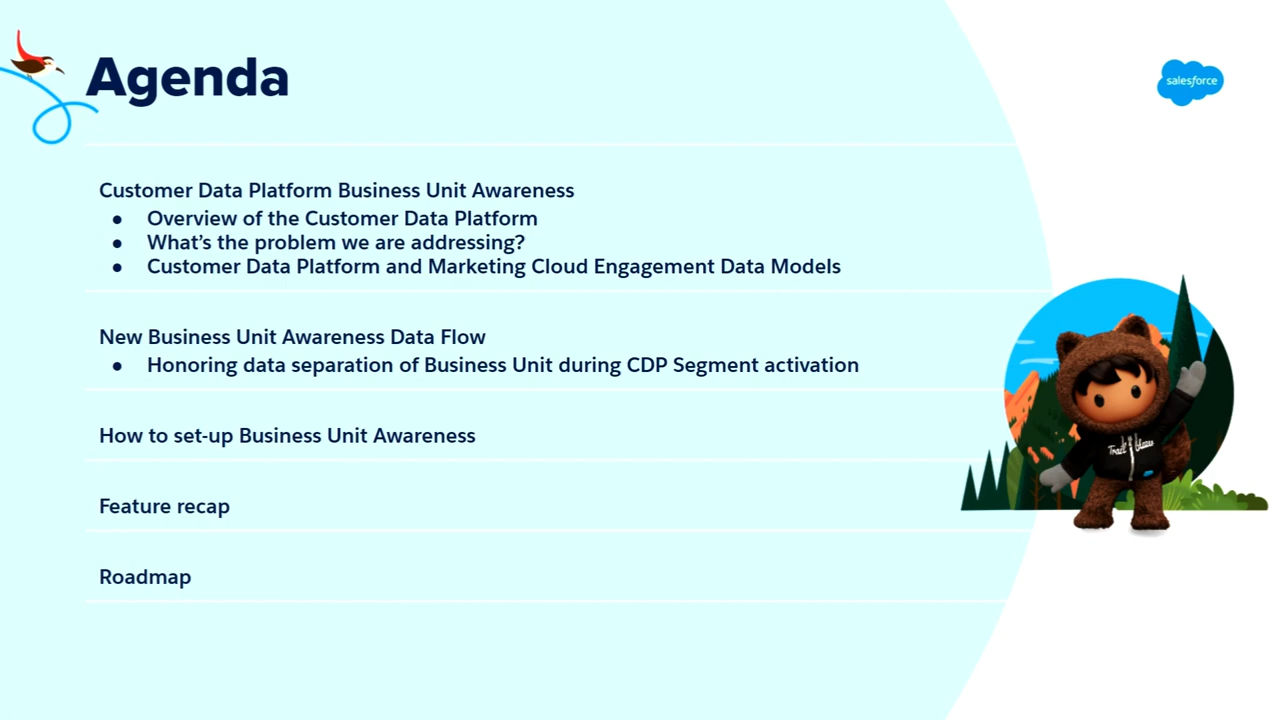 Agenda
salesforce
Customer Data Platform Business Unit Awareness
● Overview of the Customer Data Platform
● What’s the problem we are addressing?
● Customer Data Platform and Marketing Cloud Engagement Data Models
New Business Unit Awareness Data Flow
● Honoring data separation of Business Unit during CDP Segment activation
How to set-up Business Unit Awareness
Feature recap
Roadmap